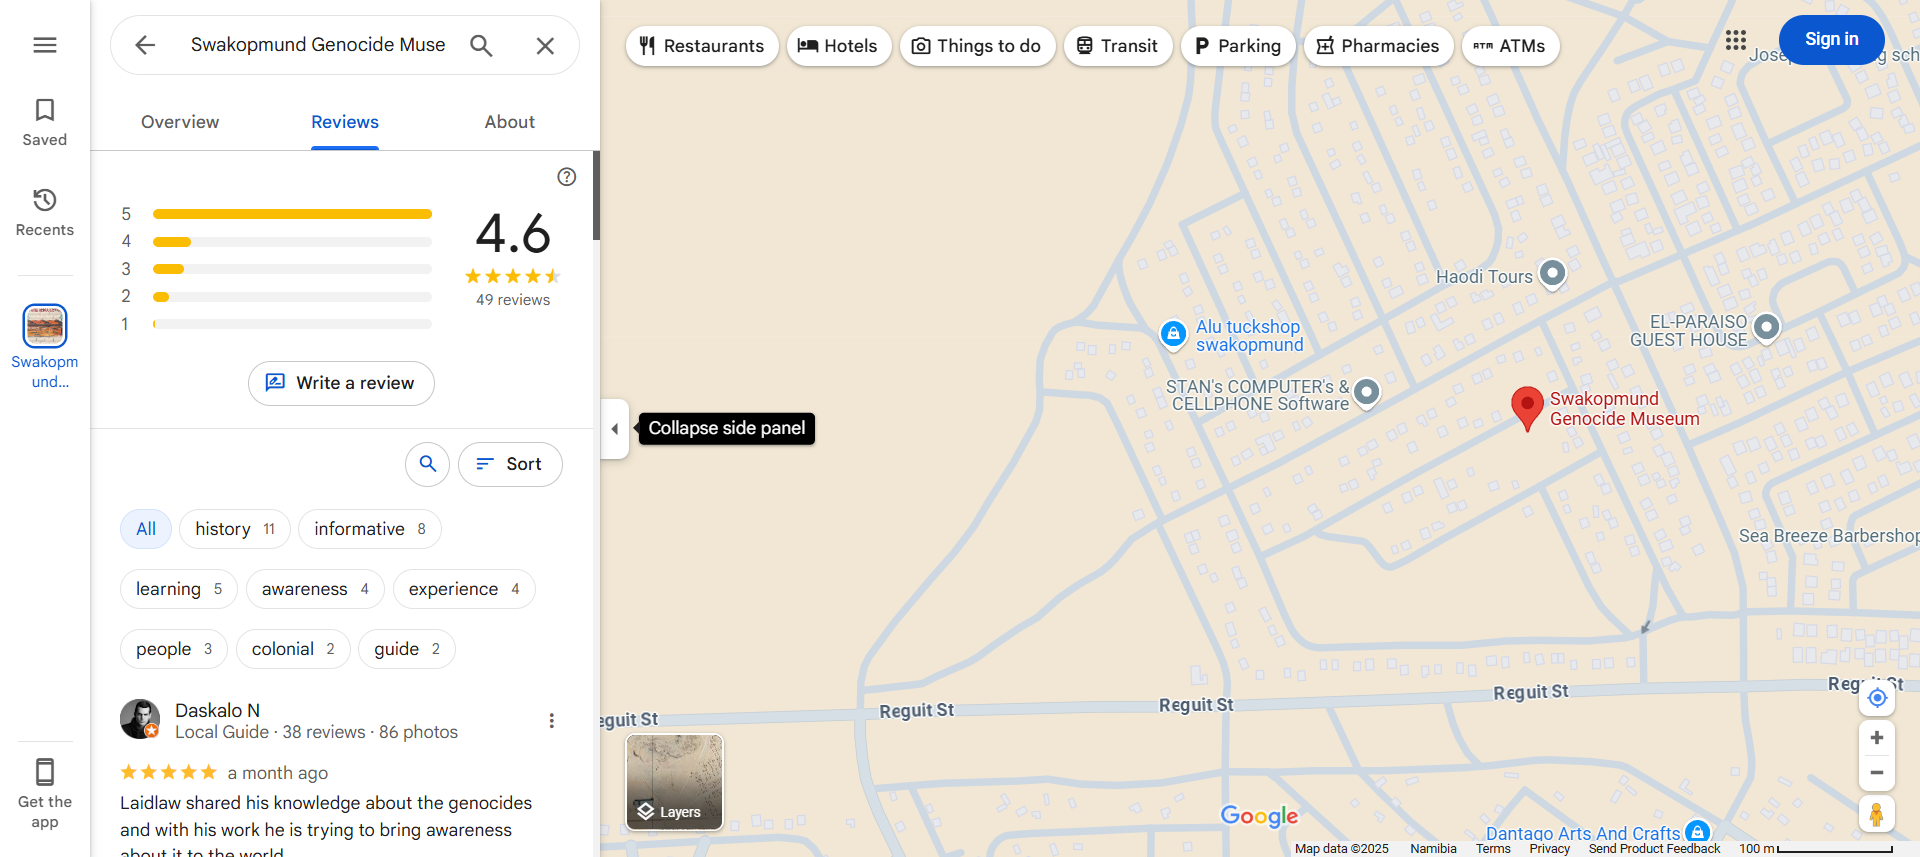 Saved
Recents
Swakopm
und...
Get the
app
Swakopmund Genocide Muse
Overview
Reviews
About
5
4
3
2
1
4.6
49 reviews
Write a review
Sort
All
history 11
informative 8
learning 5
awareness 4
experience 4
people 3
colonial 2
guide 2
Daskalo N
Local Guide · 38 reviews · 86 photos
a month ago
Laidlaw shared his knowledge about the genocides
and with his work he is trying to bring awareness
about it to the world
Collapse side panel
Restaurants
Hotels
Things to do
Transit
Parking
Pharmacies
ATMs
Sign in
Haodi Tours
Alu tuckshop
swakopmund
EL-PARAISO
GUEST HOUSE
STAN's COMPUTER's &
CELLPHONE Software
Swakopmund
Genocide Museum
Sea Breeze Barbershop
Reguit St
Reguit St
Reguit St
Layers
Google
Dantago Arts And Crafts
Map data ©2025
Namibia
Terms
Privacy
Send Product Feedback
100 m